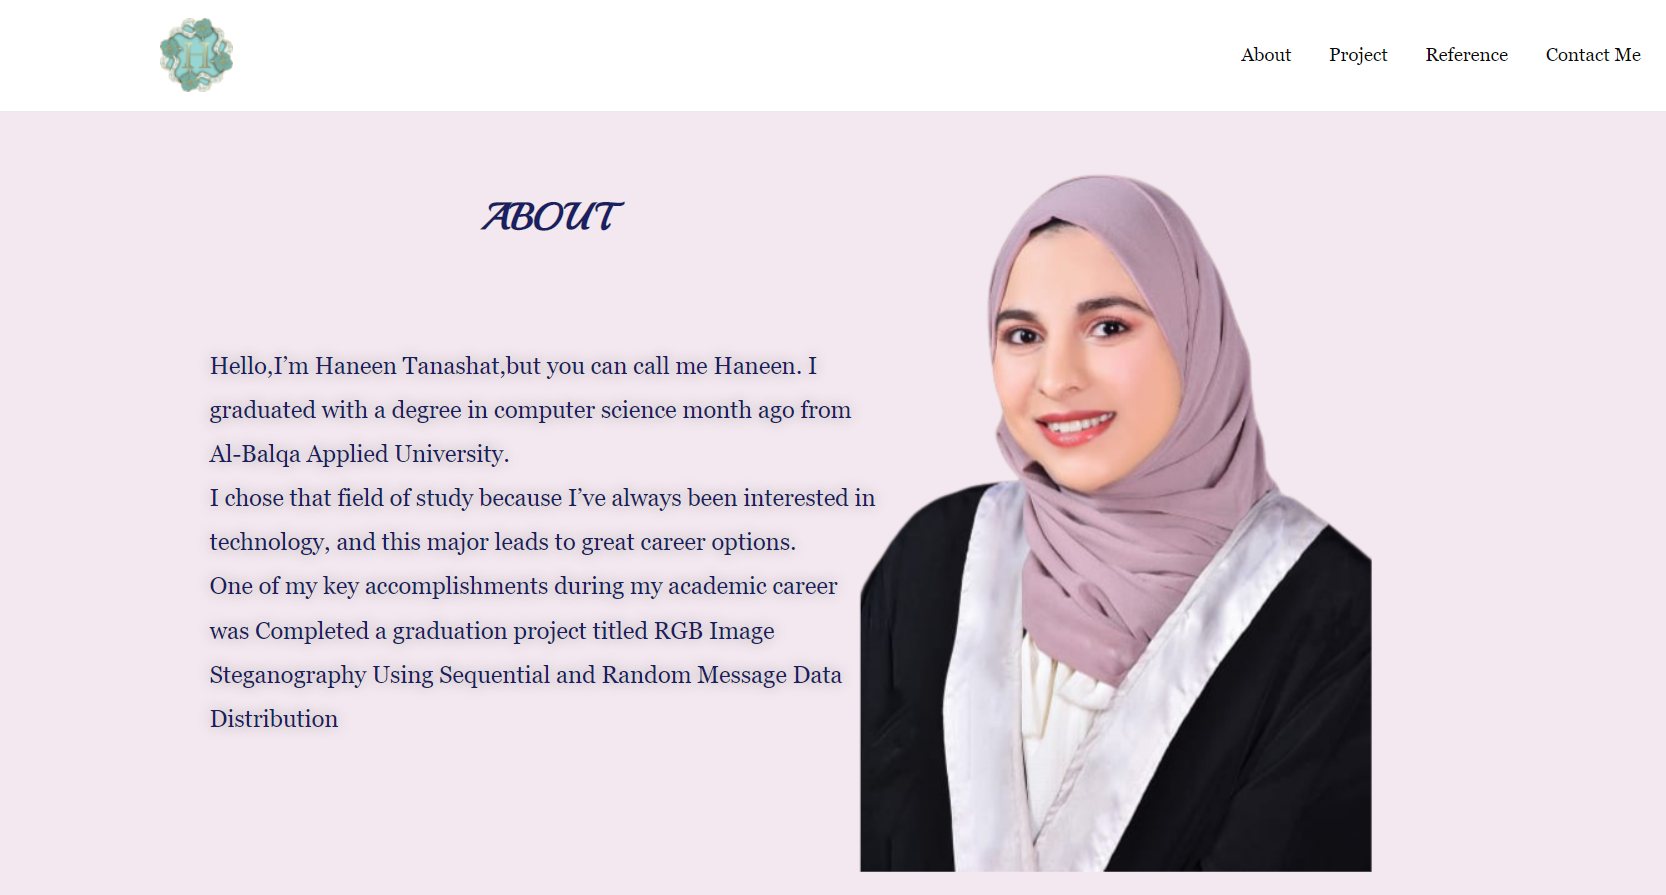 H
About Project Reference Contact Me
ABOUT
Hello,I’m Haneen Tanashat,but you can call me Haneen. I
graduated with a degree in computer science month ago from
Al-Balqa Applied University.
I chose that field of study because I’ve always been interested in
technology, and this major leads to great career options.
One of my key accomplishments during my academic career
was Completed a graduation project titled RGB Image
Steganography Using Sequential and Random Message Data
Distribution